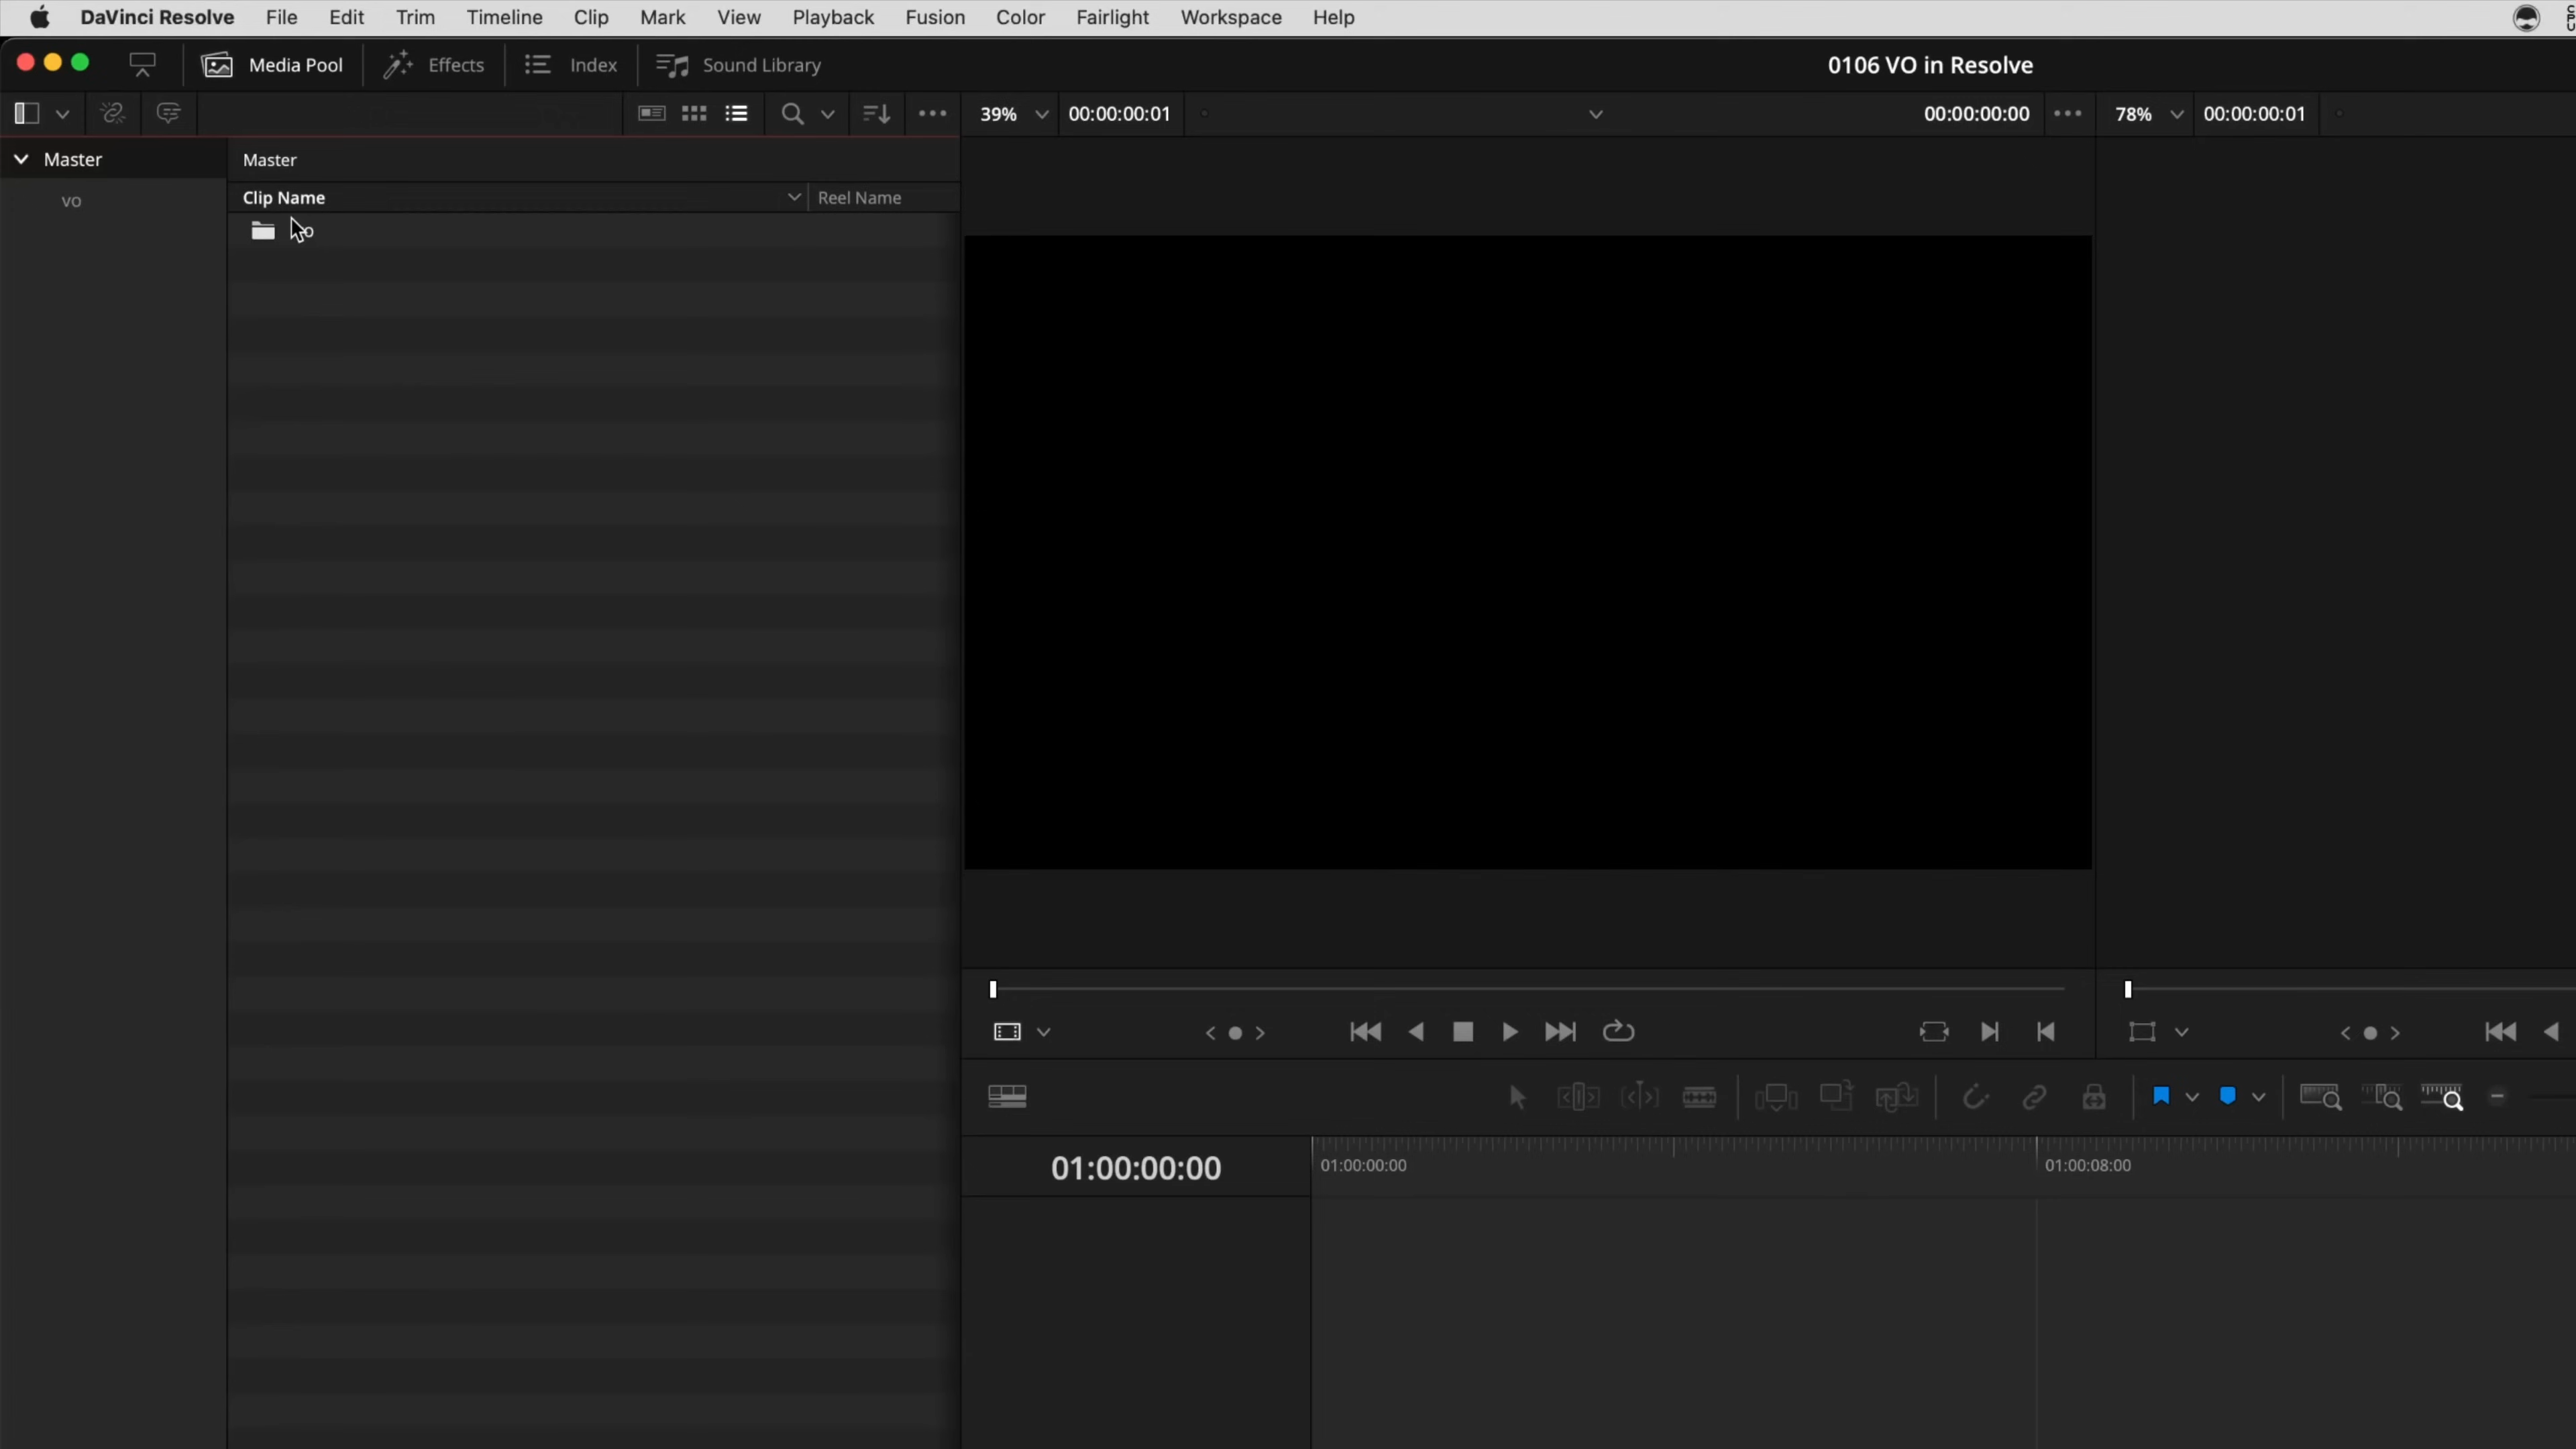 DaVinci Resolve File Edit Trim Timeline Clip Mark View Playback Fusion Color Fairlight Workspace Help
Media Pool Effects Index Sound Library 0106 VO in Resolve
39% 00:00:00:01 00:00:00:00 78% 00:00:00:01
Master Master
Clip Name Reel Name
vo
01:00:00:00 01:00:00:00 01:00:08:00